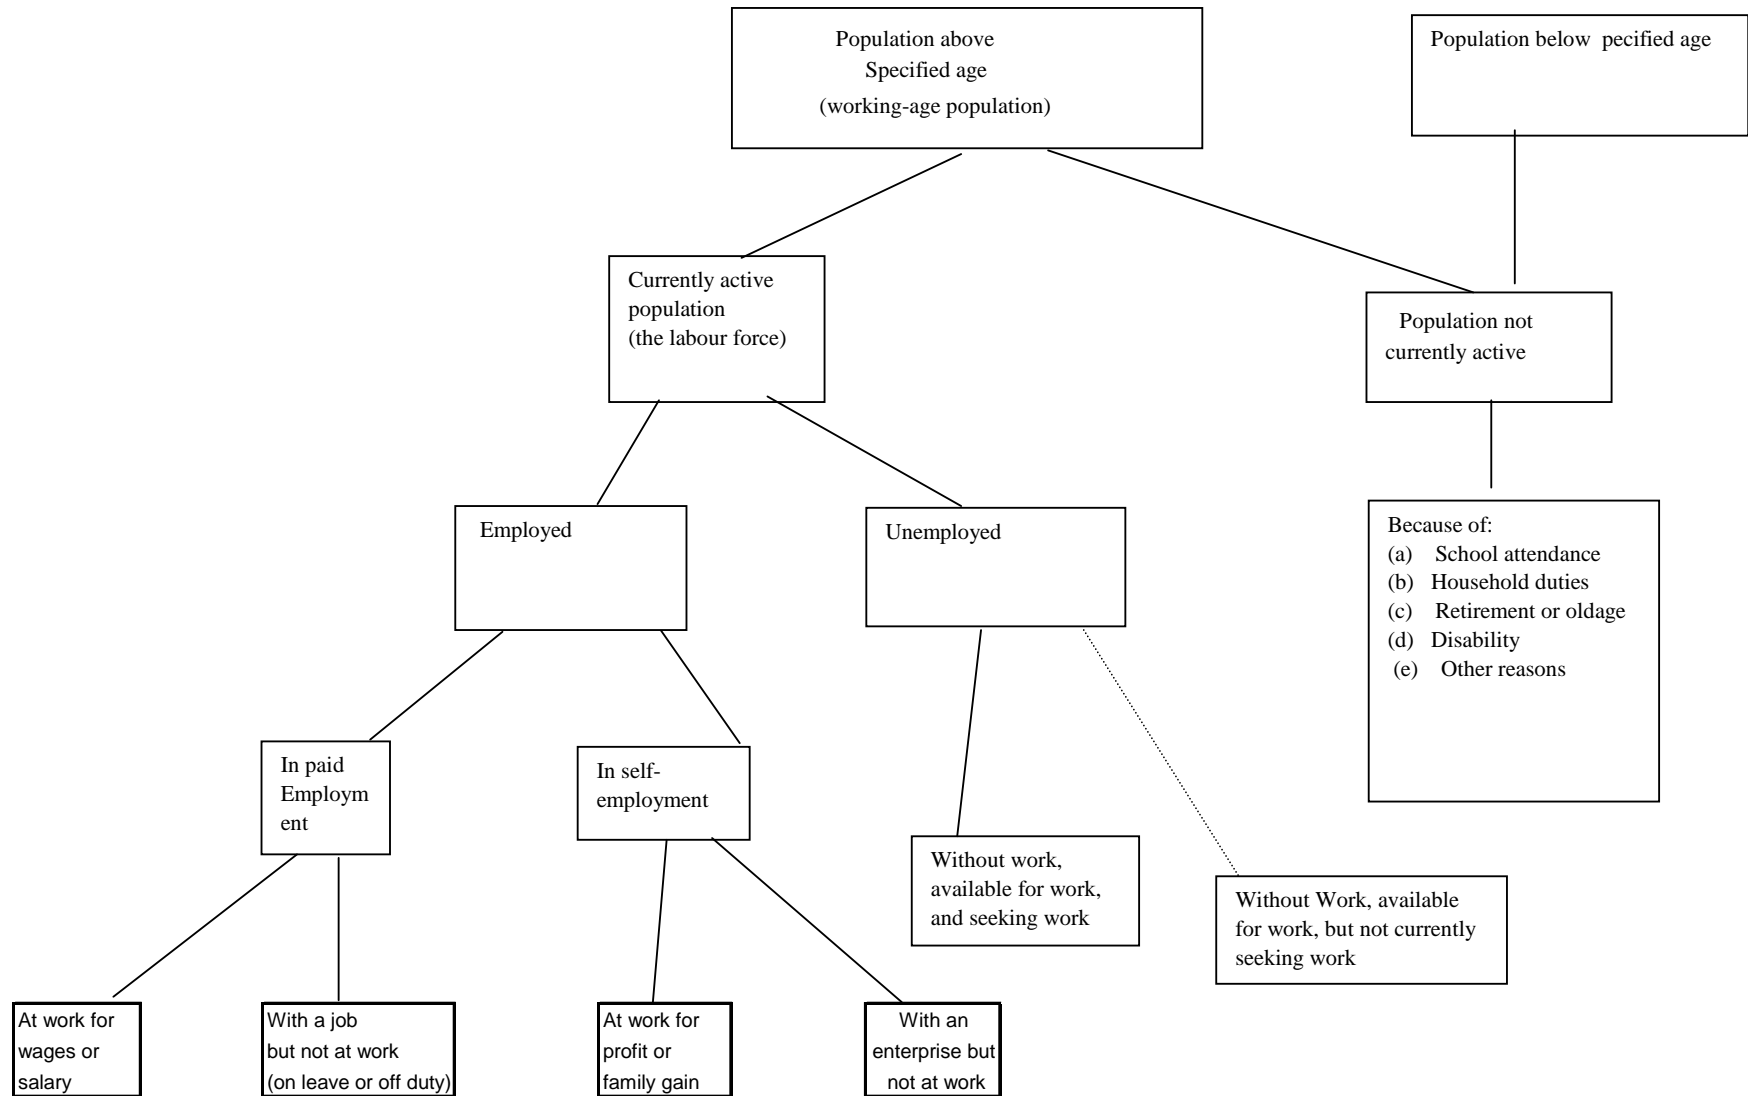 Population above
Specified age
(working-age population)
Population below pecified age
Currently active
population
(the labour force)
Population not
currently active
Employed
Unemployed
Because of:
(a) School attendance
(b) Household duties
(c) Retirement or oldage
(d) Disability
(e) Other reasons
In paid
Employm
ent
In self-
employment
Without work,
available for work,
and seeking work
Without Work, available
for work, but not currently
seeking work
At work for
wages or
salary
With a job
but not at work
(on leave or off duty)
At work for
profit or
family gain
With an
enterprise but
not at work